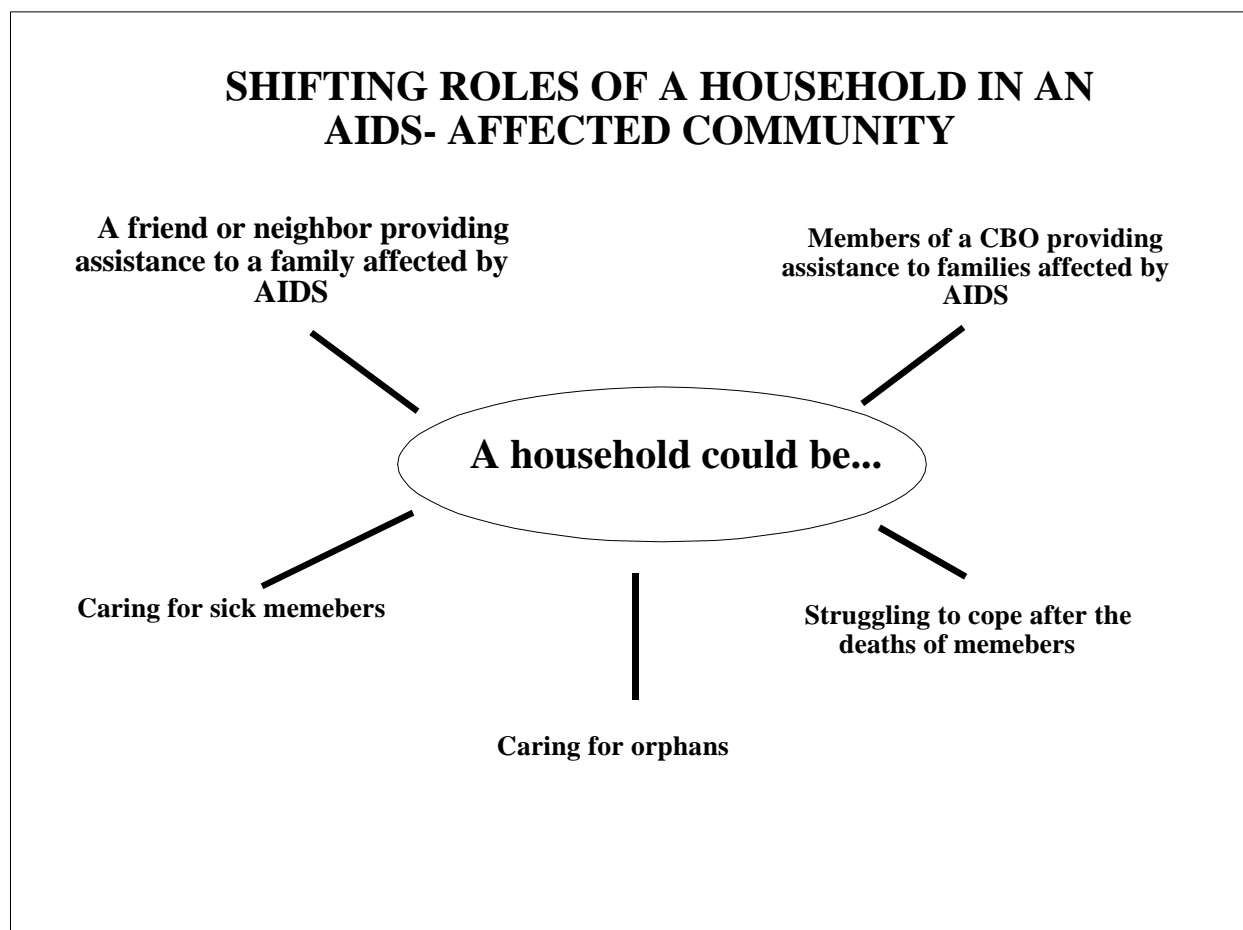 SHIFTING ROLES OF A HOUSEHOLD IN AN
AIDS- AFFECTED COMMUNITY
A friend or neighbor providing
assistance to a family affected by
AIDS
Members of a CBO providing
assistance to families affected by
AIDS
A household could be...
Caring for sick memebers
Struggling to cope after the
deaths of memebers
Caring for orphans